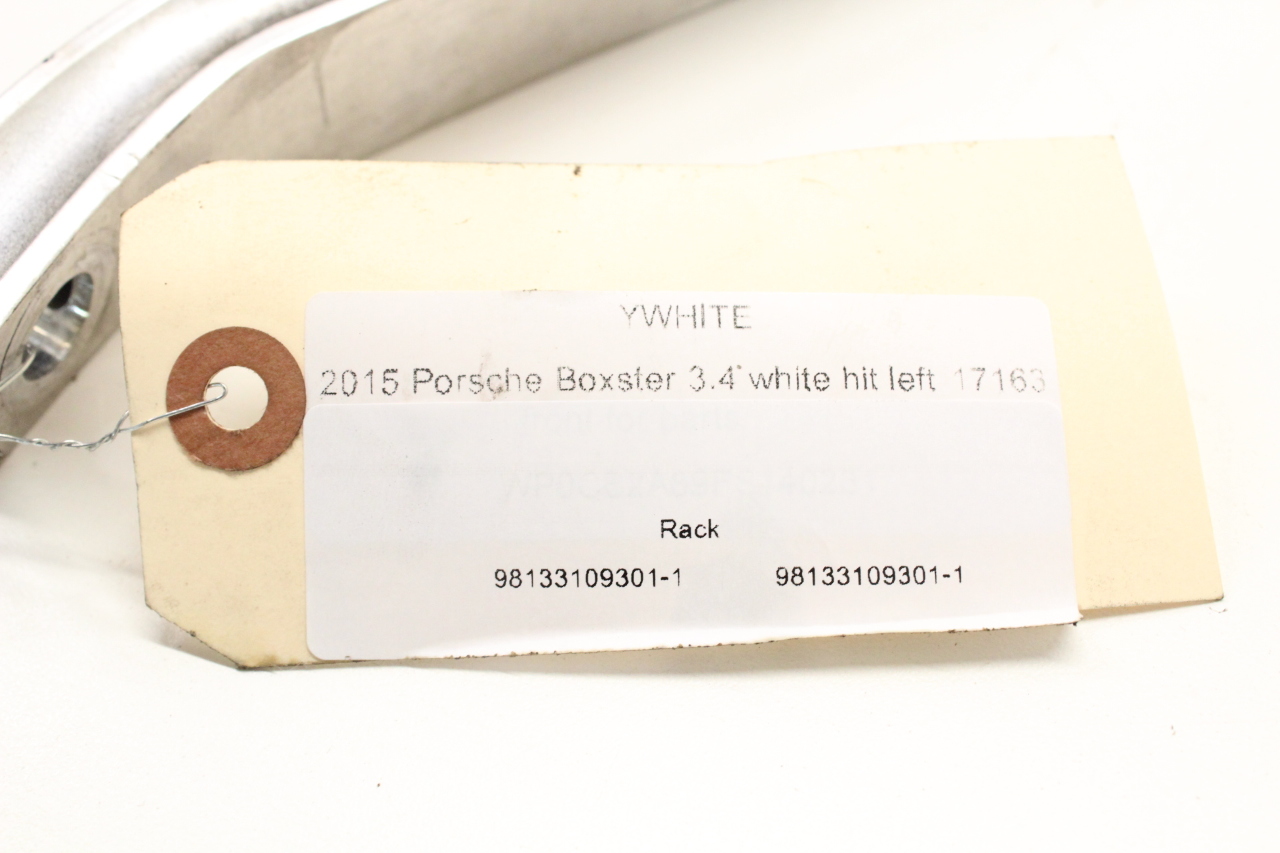 YWHITE
2015 Porsche Boxster 3.4 white hit left 17163
Rack
98133109301-1 98133109301-1